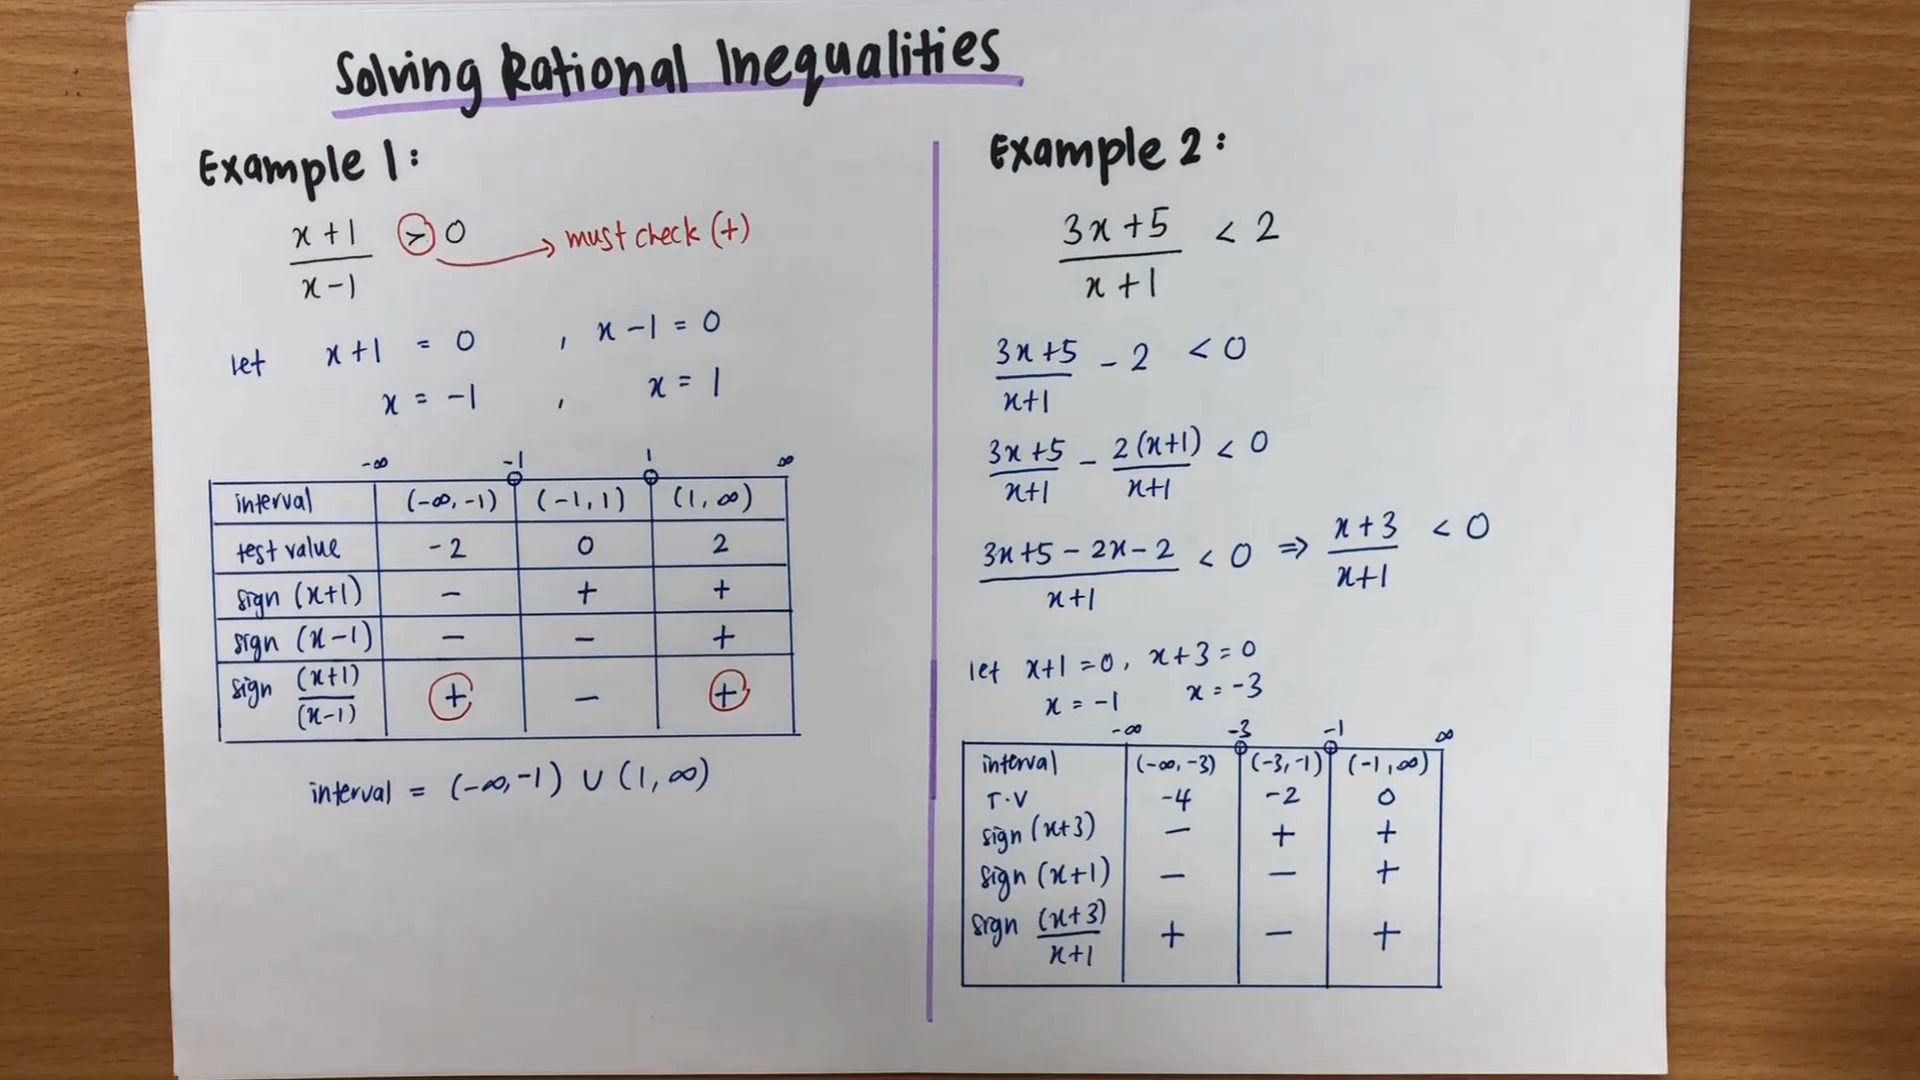 Solving Rational Inequalities
Example 1:
x+1
x-1
> 0
must check (+)
let x+1 = 0 , x-1 = 0
x = -1 , x = 1
-∞ -1 1 ∞
interval (-∞,-1) (-1,1) (1,∞)
test value -2 0 2
sign (x+1) - + +
sign (x-1) - - +
sign (x+1)
(x-1)
+ - +
interval = (-∞,-1) ∪ (1,∞)
Example 2:
3x+5
x+1
< 2
3x+5
x+1
- 2 < 0
3x+5
x+1
- 2(x+1)
x+1
< 0
3x+5-2x-2
x+1
< 0 ⇒ x+3
x+1
< 0
let x+1=0, x+3=0
x=-1 x=-3
-∞ -3 -1 ∞
interval (-∞,-3) (-3,-1) (-1,∞)
T.V -4 -2 0
sign (x+3) - + +
sign (x+1) - - +
sign (x+3)
x+1
+ - +